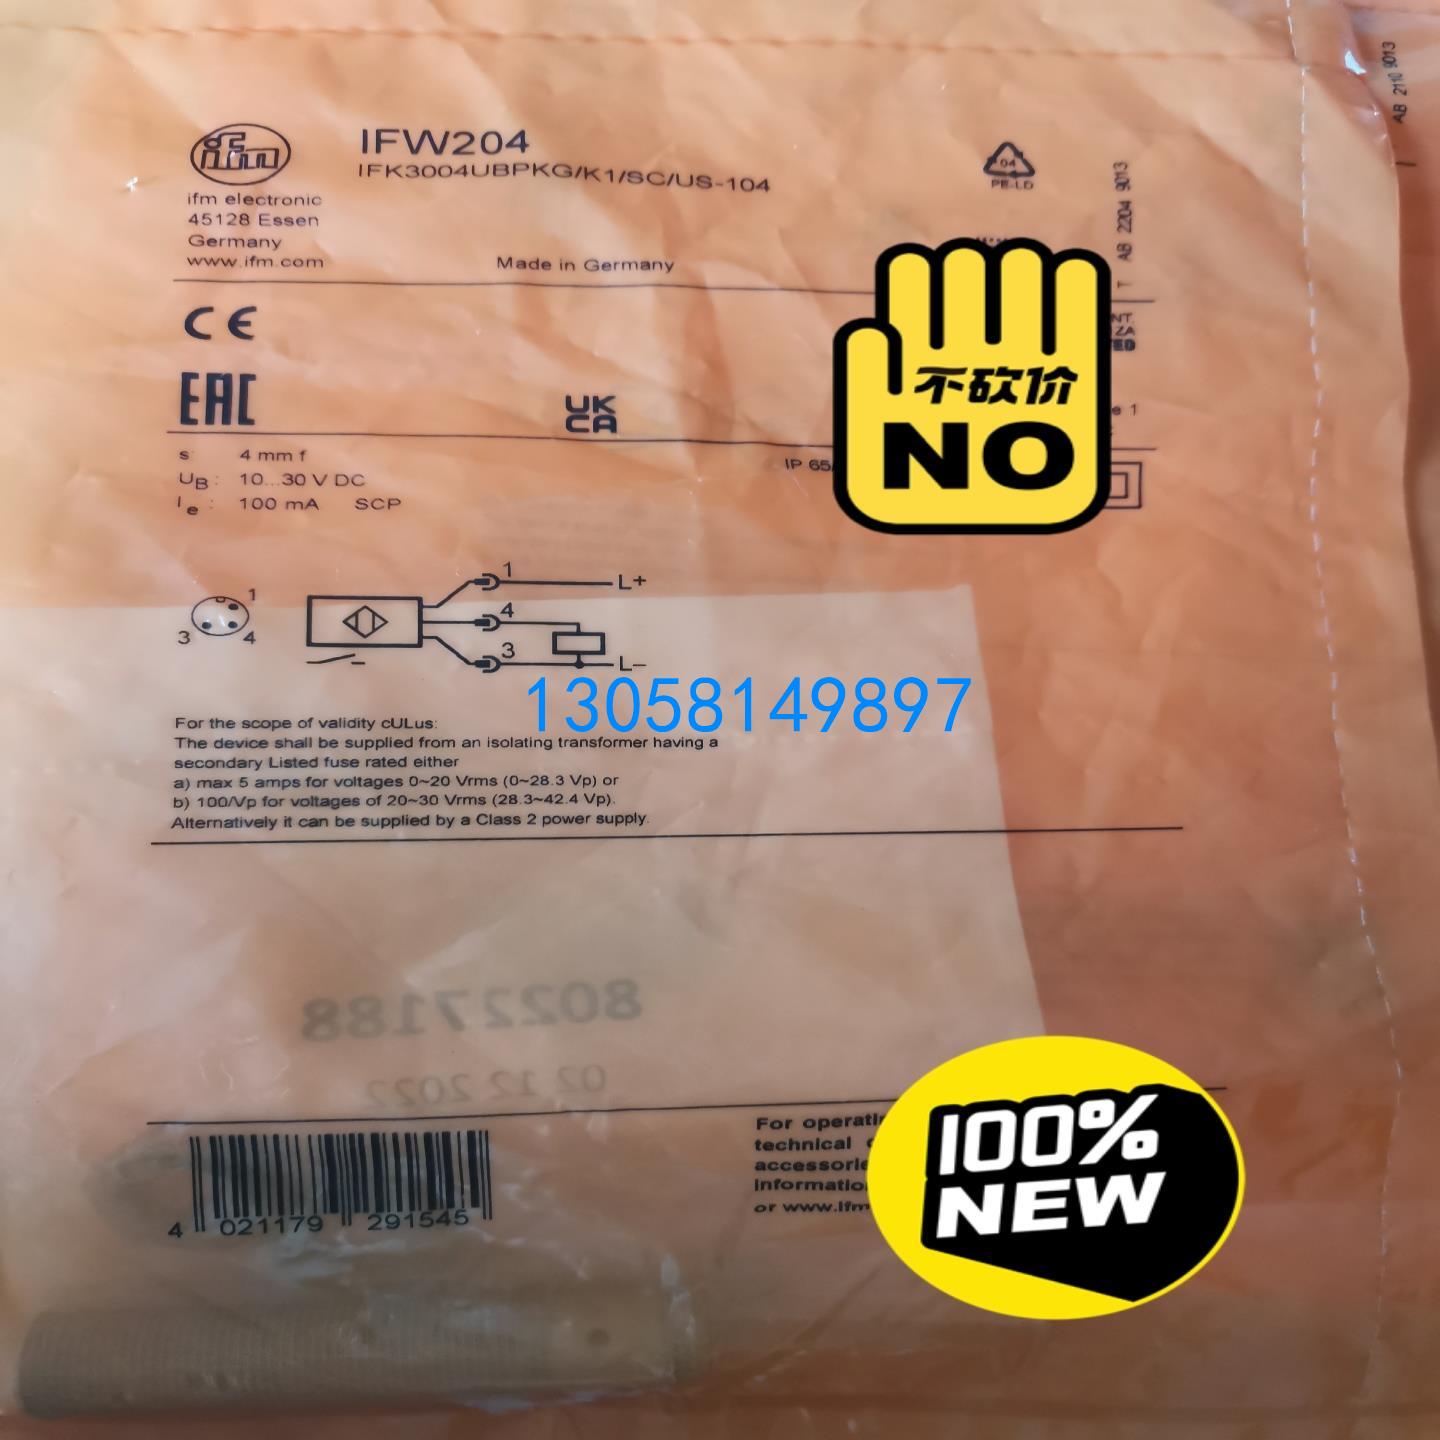 ifm
IFW204
IFK3004UBPKG/K1/SC/US-104
04
PE-LD
ifm electronic
45128 Essen
Germany
www.ifm.com
Made in Germany
AB 2204 9013
AB 2110 9013
CE
EAC
UK
CA
不砍价
NO
s: 4 mm f
UB: 10...30 V DC
Ie: 100 mA SCP
IP 65
1
3 4
1 L+
4
3 L–
13058149897
For the scope of validity cULus:
The device shall be supplied from an isolating transformer having a
secondary Listed fuse rated either
a) max 5 amps for voltages 0~20 Vrms (0~28.3 Vp) or
b) 100/Vp for voltages of 20~30 Vrms (28.3~42.4 Vp).
Alternatively it can be supplied by a Class 2 power supply.
80227188
02 12 2022
4 021179 291545
For operati
technical
accessorie
informatio
or www.ifm
100%
NEW